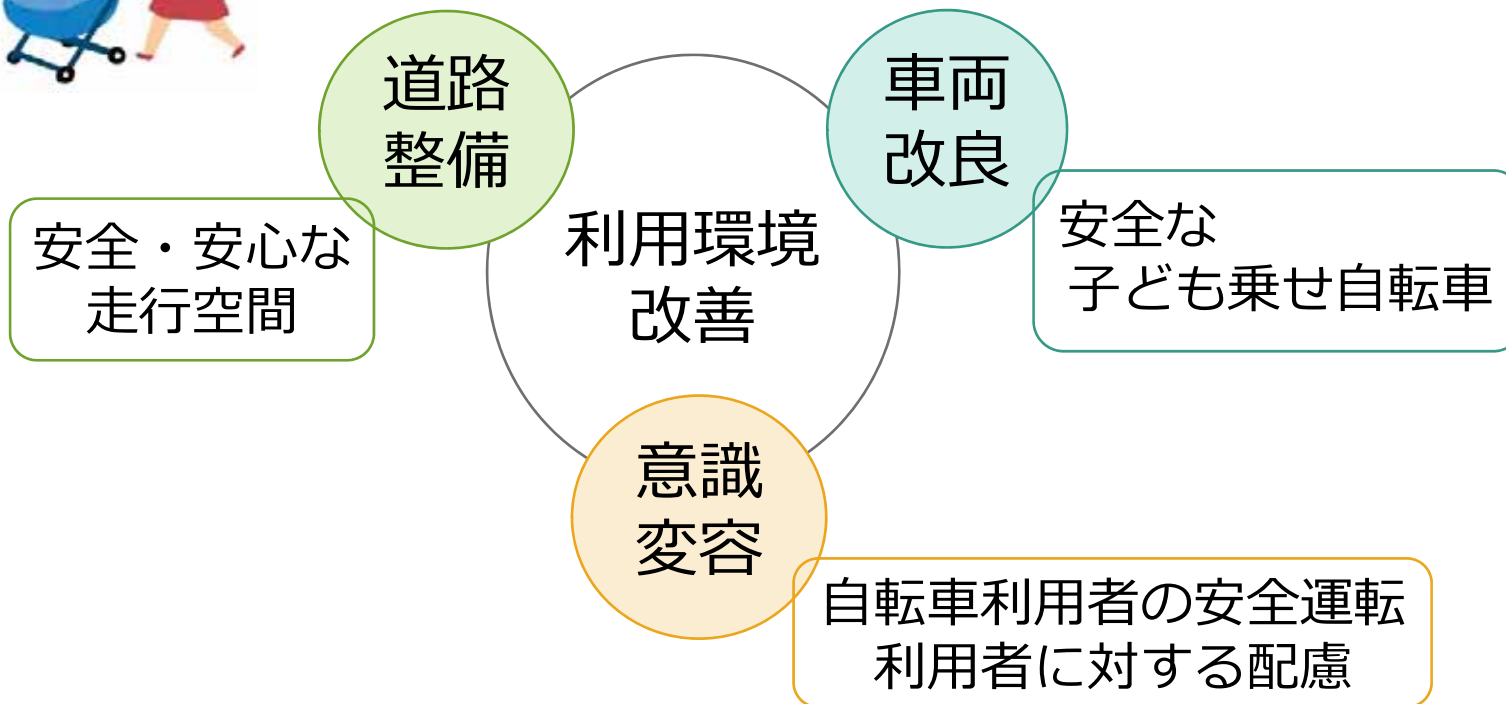 道路
整備
安全・安心な
走行空間
車両
改良
安全な
子ども乗せ自転車
利用環境
改善
意識
変容
自転車利用者の安全運転
利用者に対する配慮